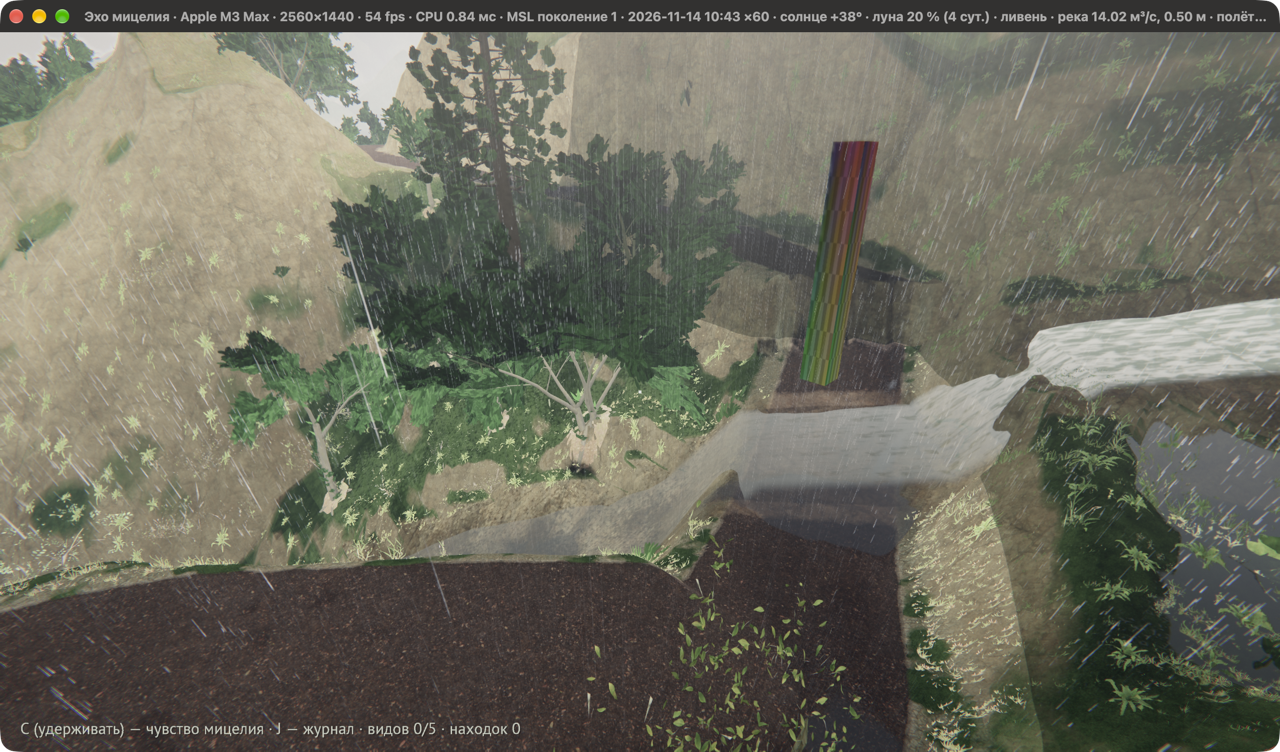 Эхо мицелия · Apple M3 Max · 2560×1440 · 54 fps · CPU 0.84 мс · MSL поколение 1 · 2026-11-14 10:43 ×60 · солнце +38° · луна 20 % (4 сут.) · ливень · река 14.02 м³/с, 0.50 м · полёт…
C (удерживать) — чувство мицелия · J — журнал · видов 0/5 · находок 0